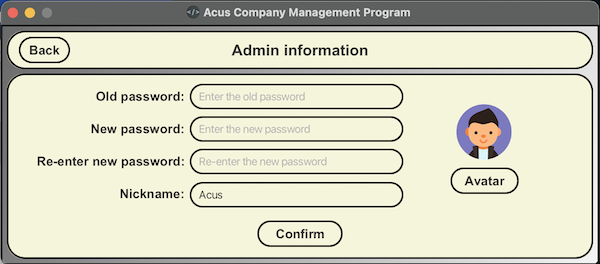 </> Acus Company Management Program
Back
Admin information
Old password: Enter the old password
New password: Enter the new password
Re-enter new password: Re-enter the new password
Nickname: Acus
Avatar
Confirm